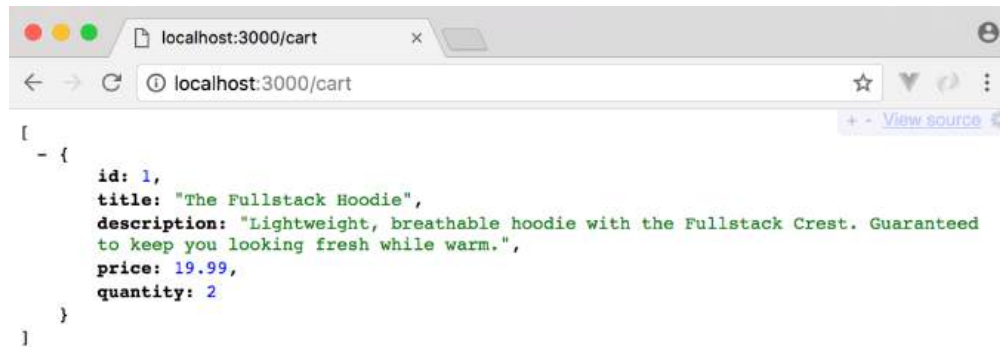 localhost:3000/cart
localhost:3000/cart
+ - View source
[
- {
id: 1,
title: "The Fullstack Hoodie",
description: "Lightweight, breathable hoodie with the Fullstack Crest. Guaranteed
to keep you looking fresh while warm.",
price: 19.99,
quantity: 2
}
]